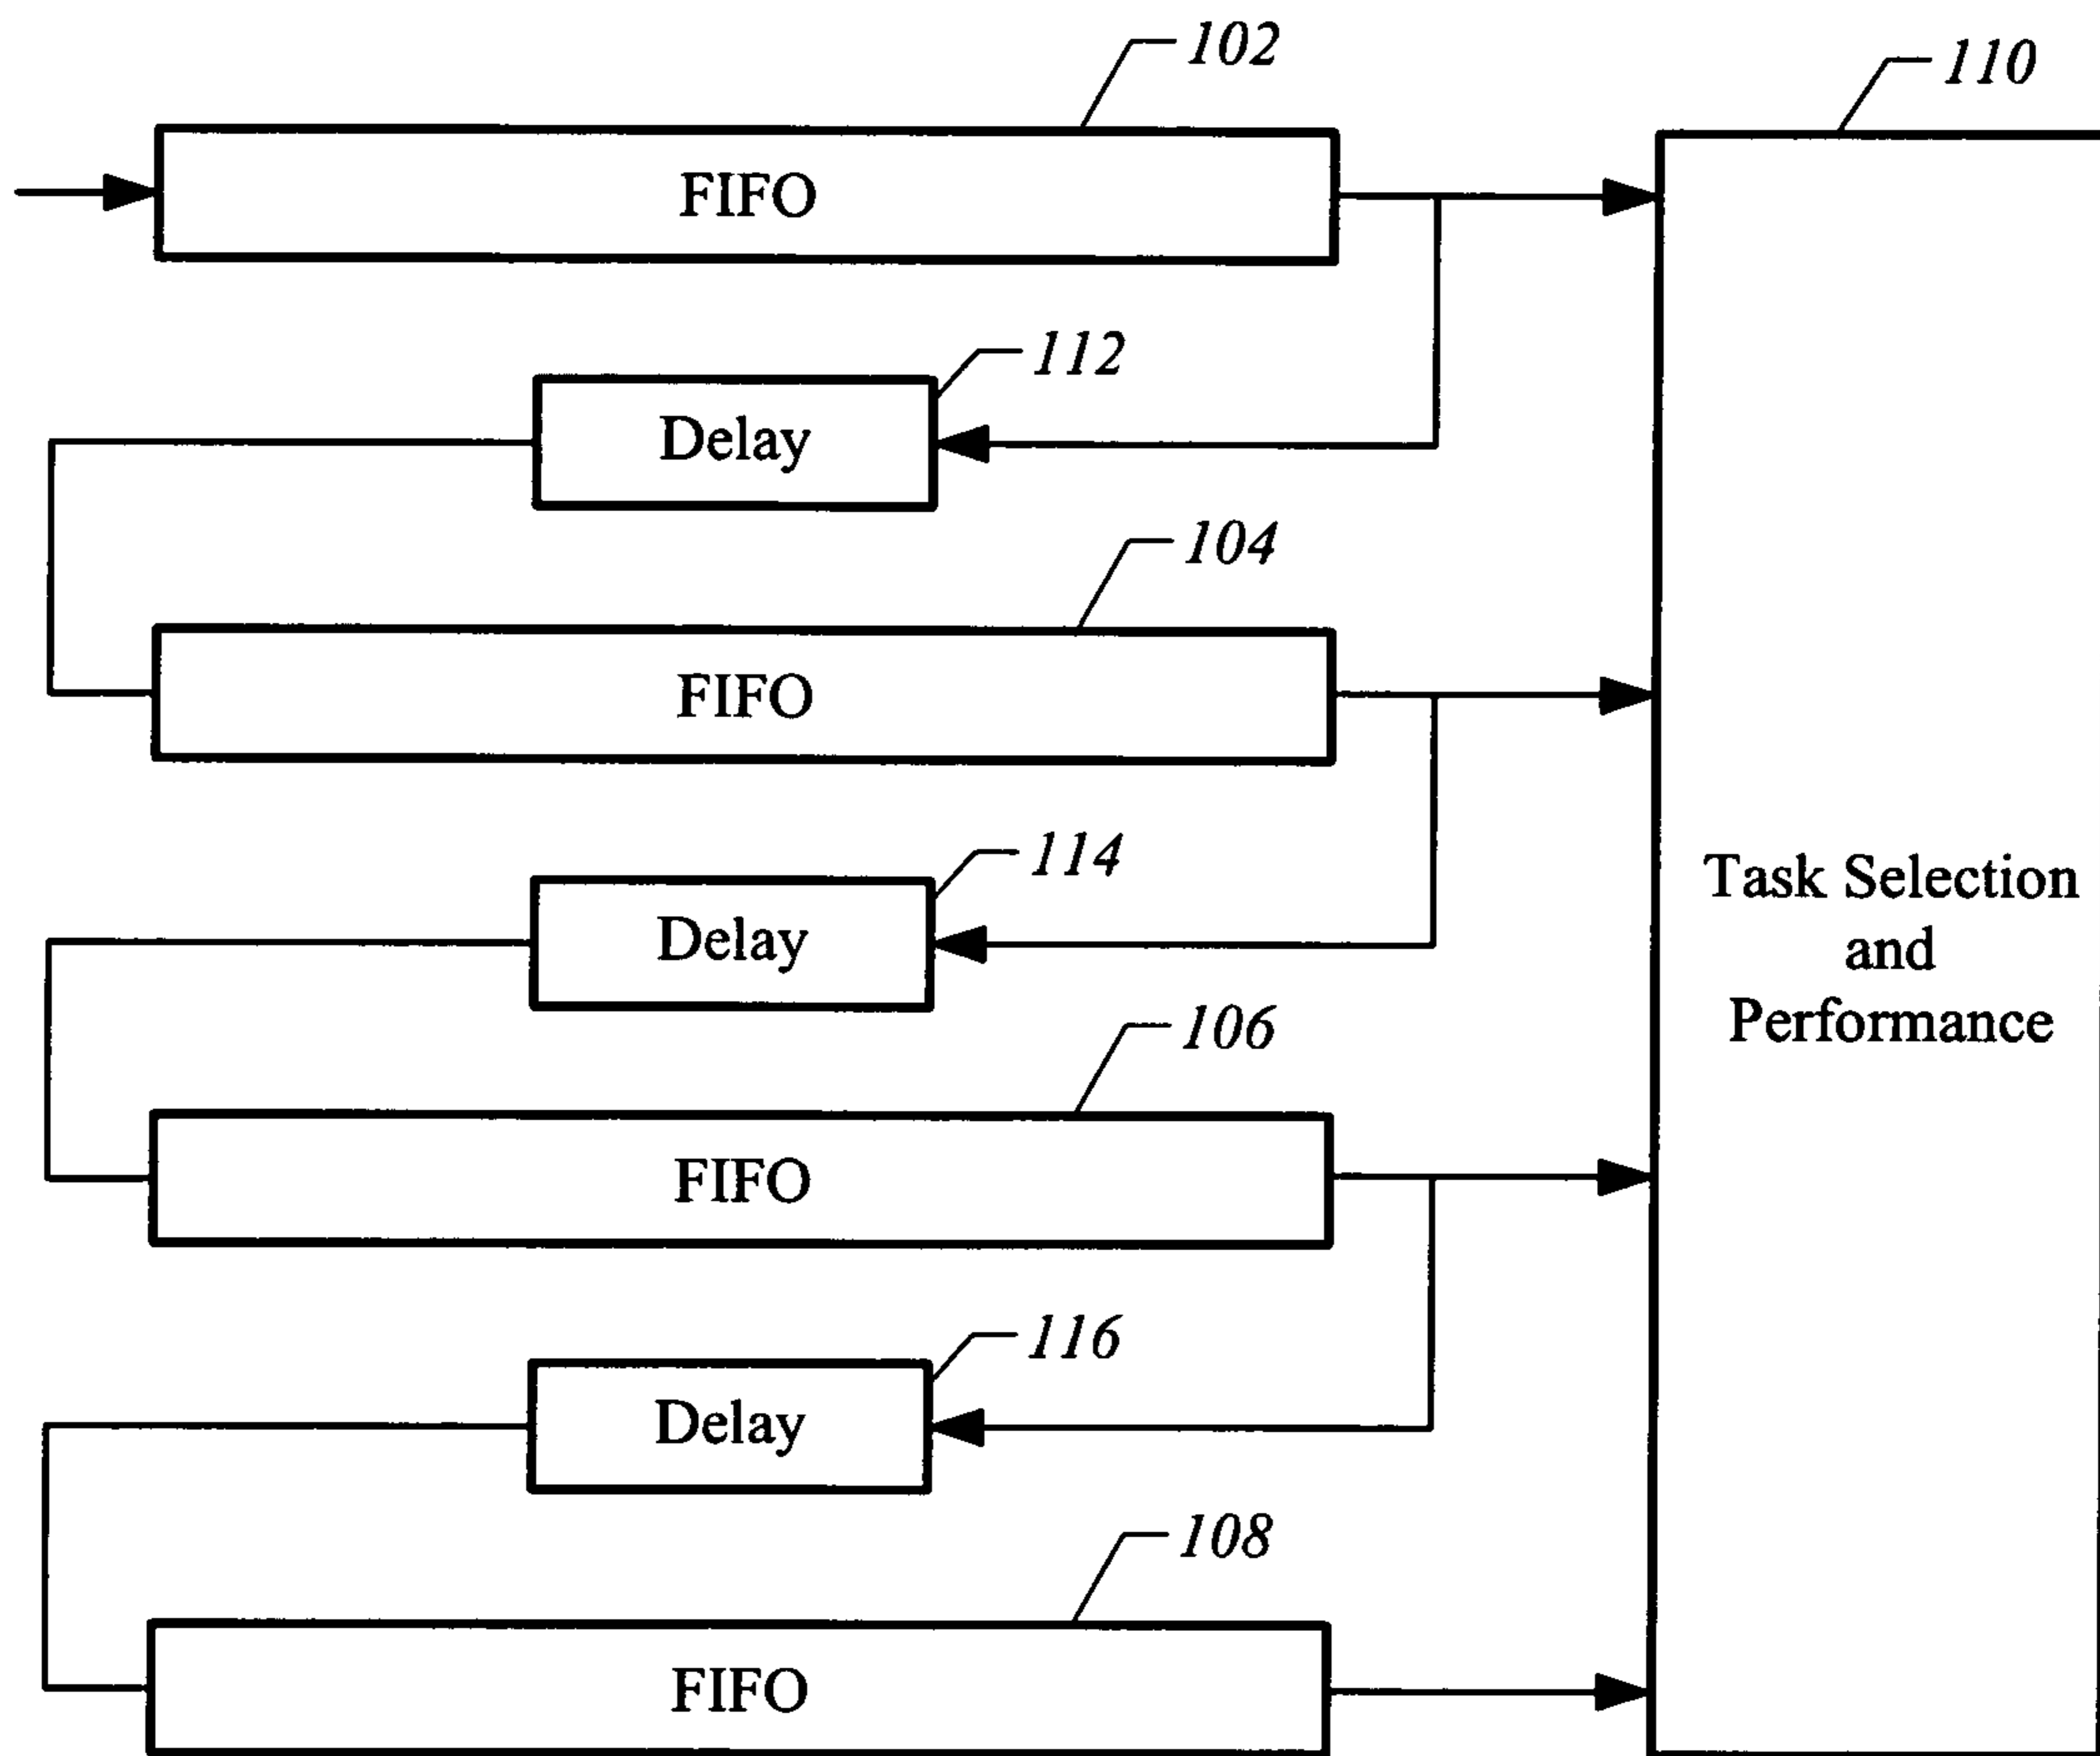 102
110
FIFO
112
Delay
104
FIFO
114
Delay
Task Selection
and
Performance
106
FIFO
116
Delay
108
FIFO